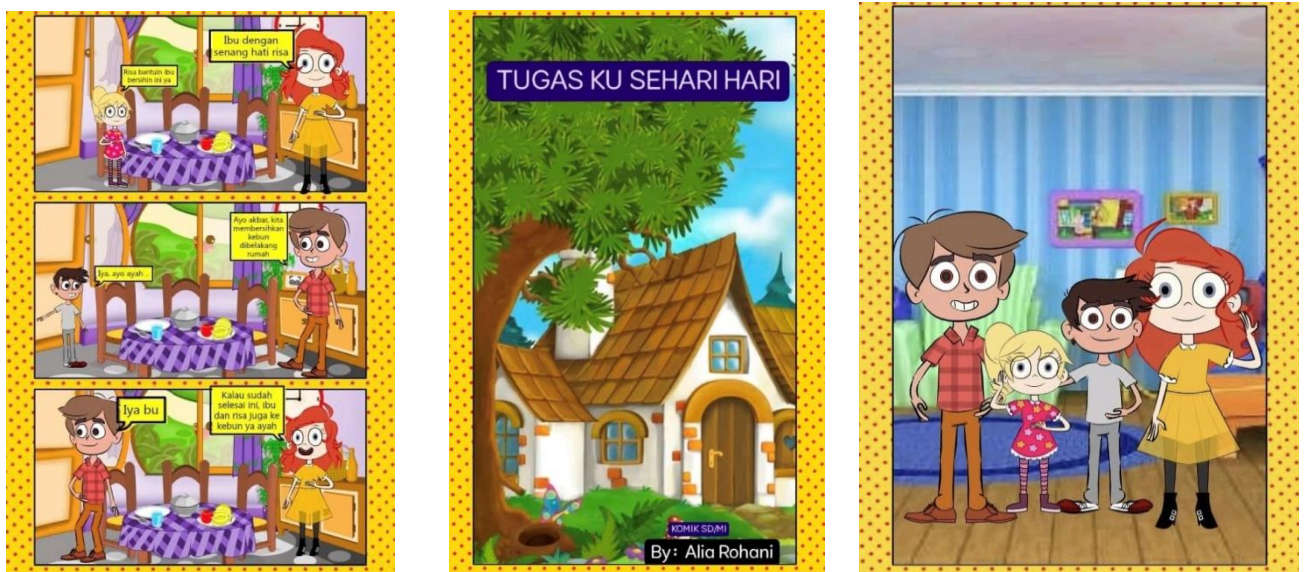 Ibu dengan
senang hati risa
Risa bantuin ibu
bersihin ini ya
Ayo akbar, kita
membersihkan
kebun
dibelakang
rumah
Iya, ayo ayah ..
Iya bu
Kalau sudah
selesai ini, ibu
dan risa juga ke
kebun ya ayah
TUGAS KU SEHARI HARI
KOMIK SD/MI
By: Alia Rohani